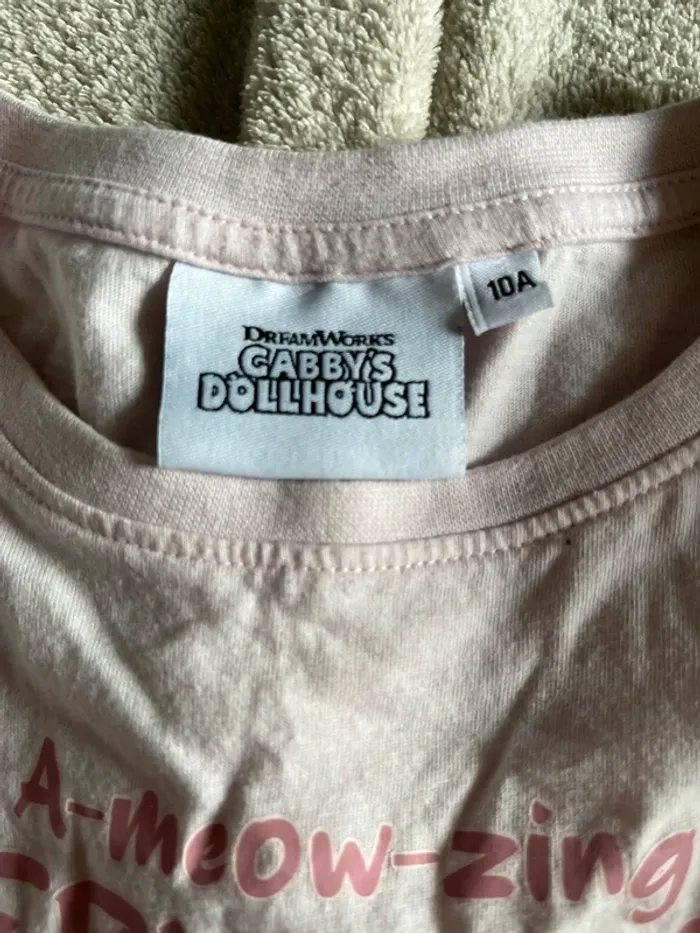 10A
DREAMWORKS
GABBY'S
DOLLHOUSE
A-meow-zing